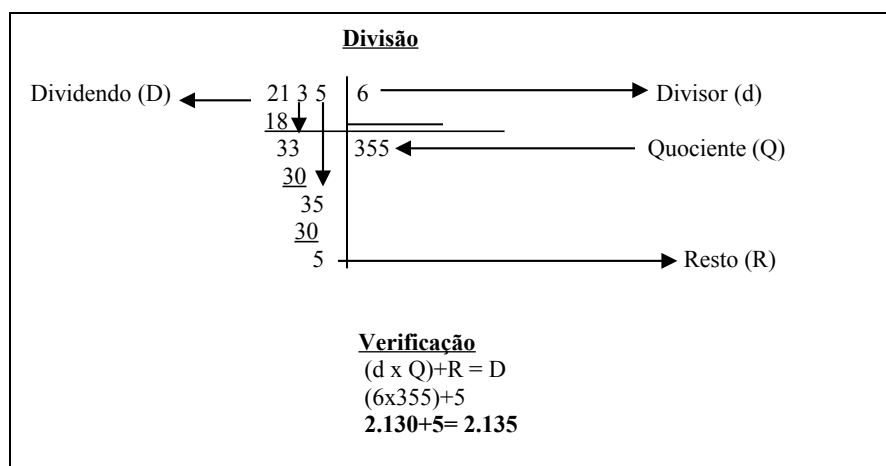 Divisão
Dividendo (D) 21 3 5 6 Divisor (d)
18
33 355 Quociente (Q)
30
35
30
5 Resto (R)
Verificação
(d x Q)+R = D
(6x355)+5
2.130+5= 2.135